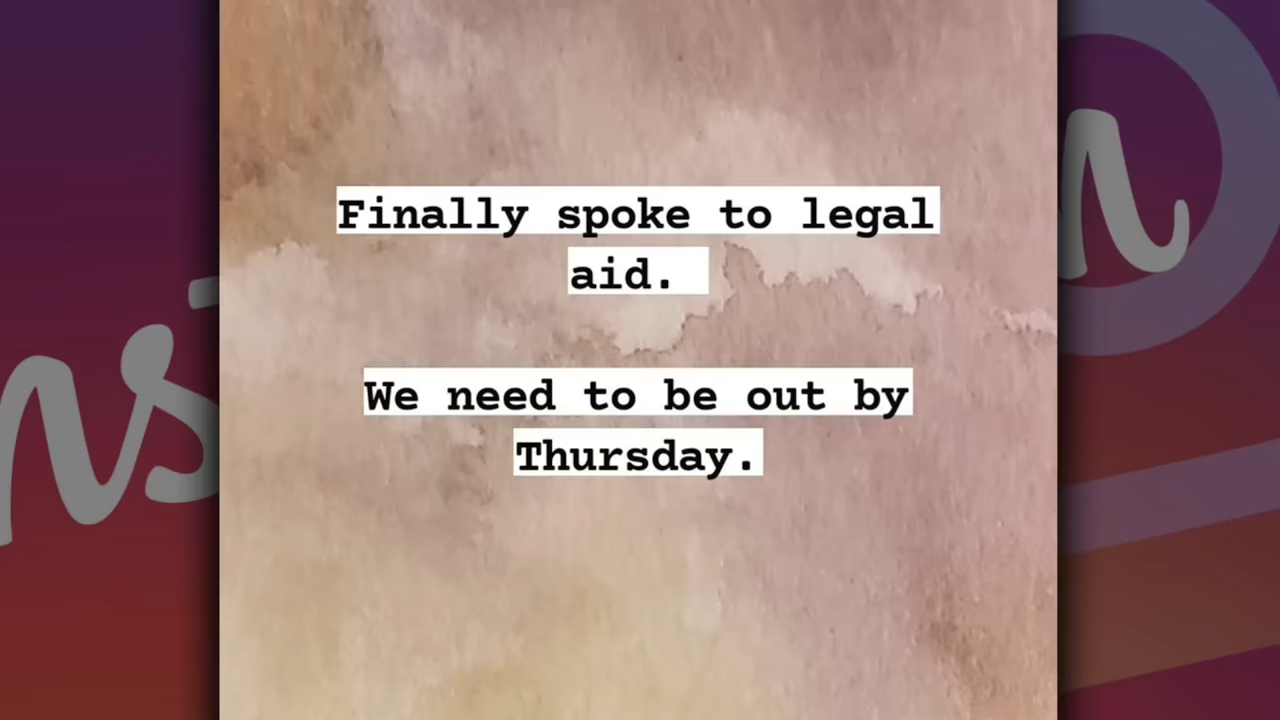 Finally spoke to legal
aid.
We need to be out by
Thursday.